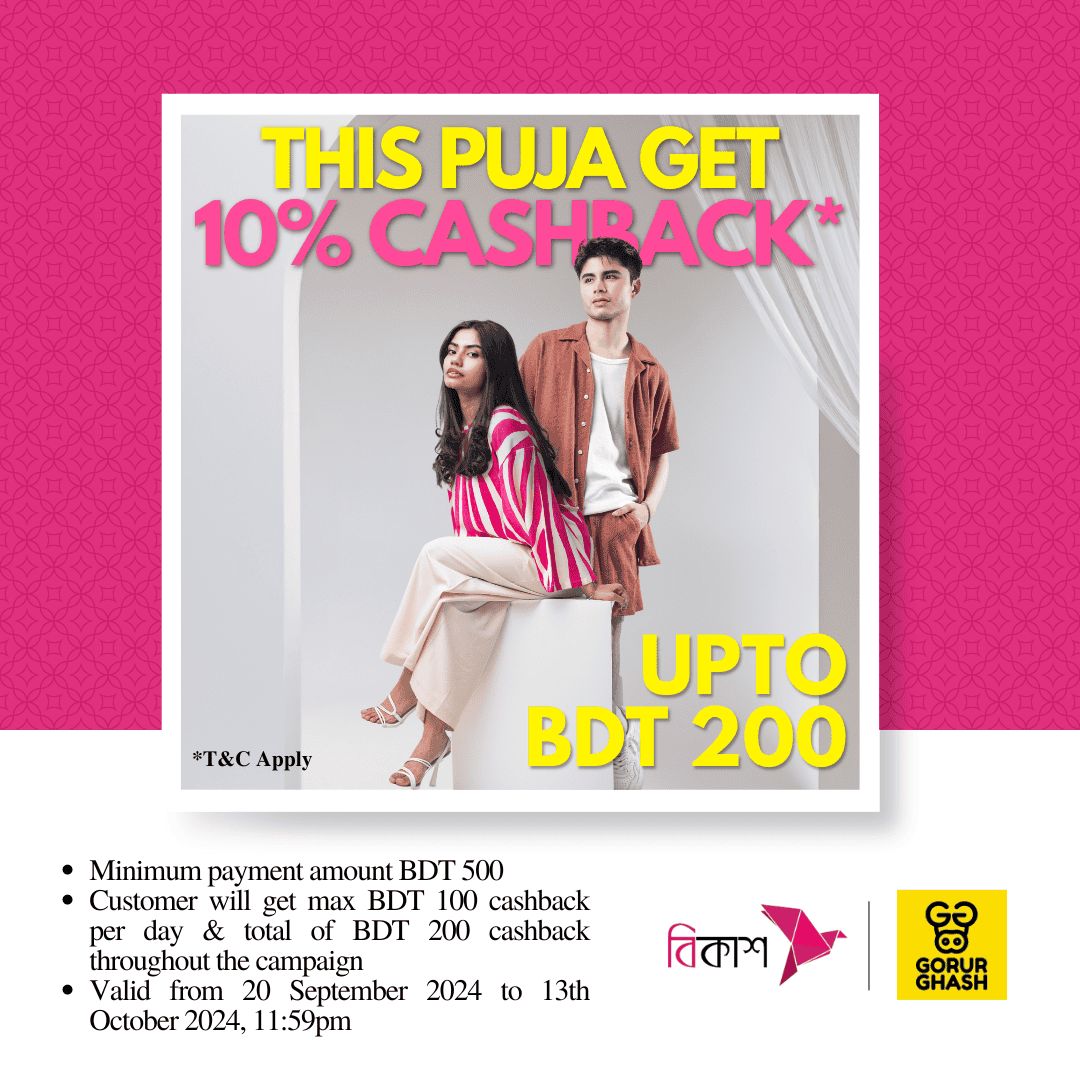 THIS PUJA GET
10% CASHBACK*
UPTO
BDT 200
*T&C Apply
• Minimum payment amount BDT 500
• Customer will get max BDT 100 cashback
per day & total of BDT 200 cashback
throughout the campaign
• Valid from 20 September 2024 to 13th
October 2024, 11:59pm
বিকাশ
GG
GORUR
GHASH